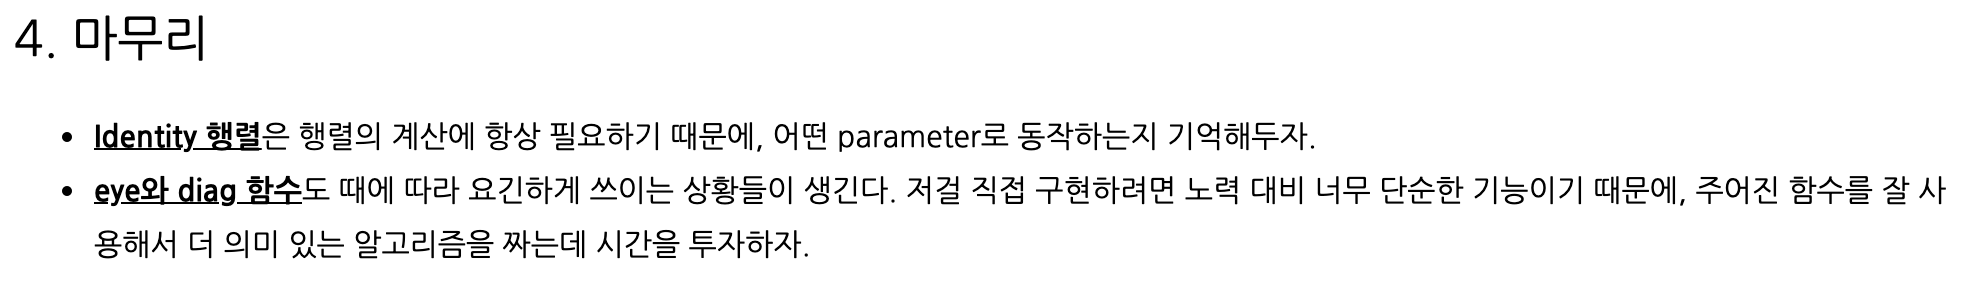 4. 마무리
• Identity 행렬은 행렬의 계산에 항상 필요하기 때문에, 어떤 parameter로 동작하는지 기억해두자.
• eye와 diag 함수도 때에 따라 요긴하게 쓰이는 상황들이 생긴다. 저걸 직접 구현하려면 노력 대비 너무 단순한 기능이기 때문에, 주어진 함수를 잘 사
용해서 더 의미 있는 알고리즘을 짜는데 시간을 투자하자.